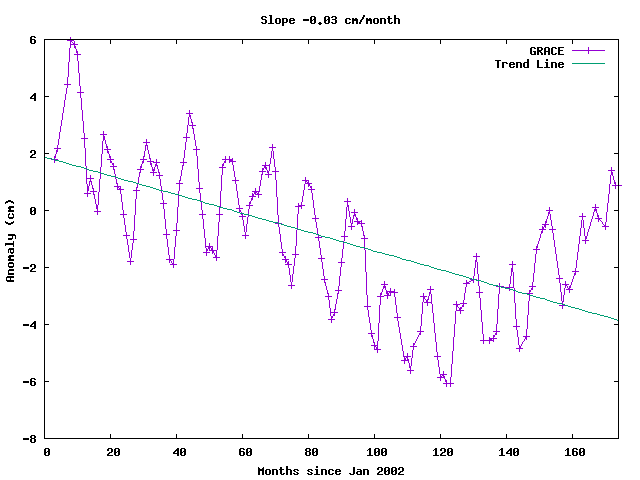 Slope -0.03 cm/month
GRACE
Trend Line
6
4
2
0
-2
-4
-6
-8
Anomaly (cm)
0 20 40 60 80 100 120 140 160
Months since Jan 2002